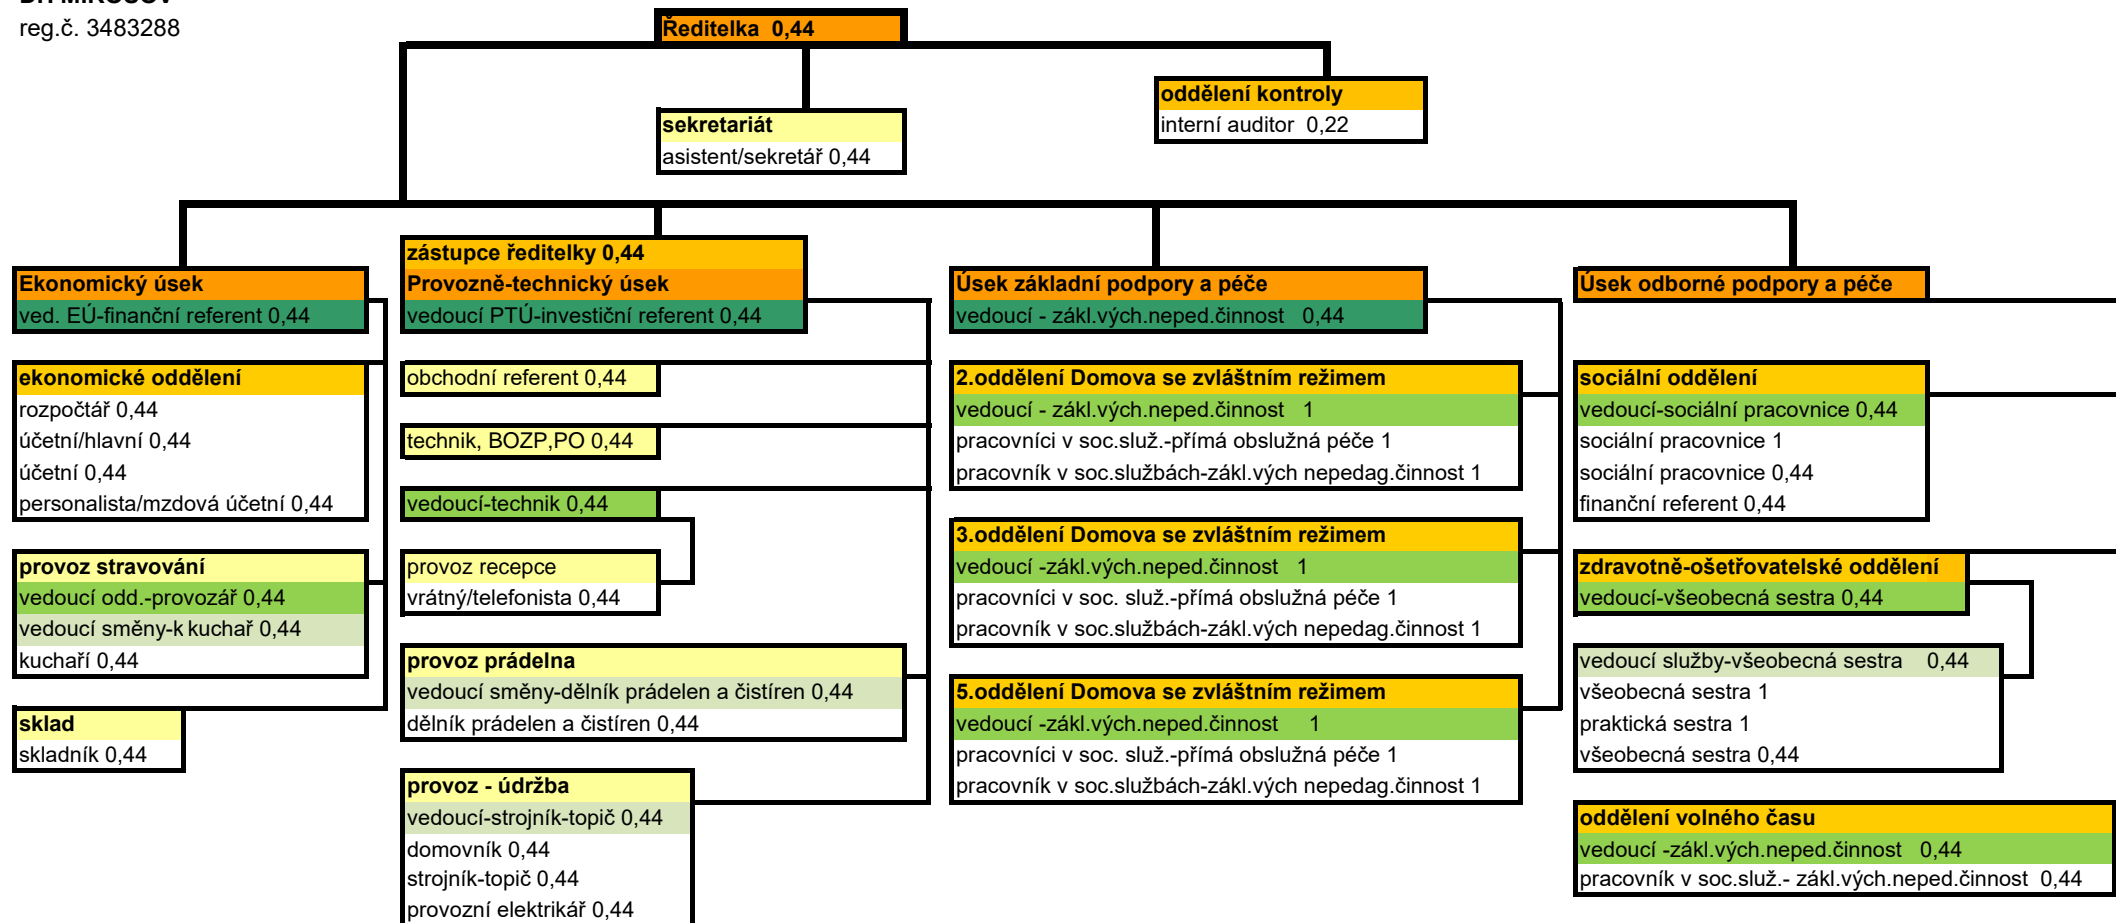 reg.č. 3483288
Ředitelka 0,44
oddělení kontroly
interní auditor 0,22
sekretariát
asistent/sekretář 0,44
Ekonomický úsek
ved. EÚ-finanční referent 0,44
ekonomické oddělení
rozpočtář 0,44
účetní/hlavní 0,44
účetní 0,44
personalista/mzdová účetní 0,44
provoz stravování
vedoucí odd.-provozář 0,44
vedoucí směny-k kuchař 0,44
kuchaří 0,44
sklad
skladník 0,44
zástupce ředitelky 0,44
Provozně-technický úsek
vedoucí PTÚ-investiční referent 0,44
obchodní referent 0,44
technik, BOZP,PO 0,44
vedoucí-technik 0,44
provoz recepce
vrátný/telefonista 0,44
provoz prádelna
vedoucí směny-dělník prádelen a čistíren 0,44
dělník prádelen a čistíren 0,44
provoz - údržba
vedoucí-strojník-topič 0,44
domovník 0,44
strojník-topič 0,44
provozní elektrikář 0,44
Úsek základní podpory a péče
vedoucí - zákl.vých.neped.činnost 0,44
2.oddělení Domova se zvláštním režimem
vedoucí - zákl.vých.neped.činnost 1
pracovníci v soc.služ.-přímá obslužná péče 1
pracovník v soc.službách-zákl.vých nepedag.činnost 1
3.oddělení Domova se zvláštním režimem
vedoucí -zákl.vých.neped.činnost 1
pracovníci v soc. služ.-přímá obslužná péče 1
pracovník v soc.službách-zákl.vých nepedag.činnost 1
5.oddělení Domova se zvláštním režimem
vedoucí -zákl.vých.neped.činnost 1
pracovníci v soc. služ.-přímá obslužná péče 1
pracovník v soc.službách-zákl.vých nepedag.činnost 1
Úsek odborné podpory a péče
sociální oddělení
vedoucí-sociální pracovnice 0,44
sociální pracovnice 1
sociální pracovnice 0,44
finanční referent 0,44
zdravotně-ošetřovatelské oddělení
vedoucí-všeobecná sestra 0,44
vedoucí služby-všeobecná sestra 0,44
všeobecná sestra 1
praktická sestra 1
všeobecná sestra 0,44
oddělení volného času
vedoucí -zákl.vých.neped.činnost 0,44
pracovník v soc.služ.- zákl.vých.neped.činnost 0,44